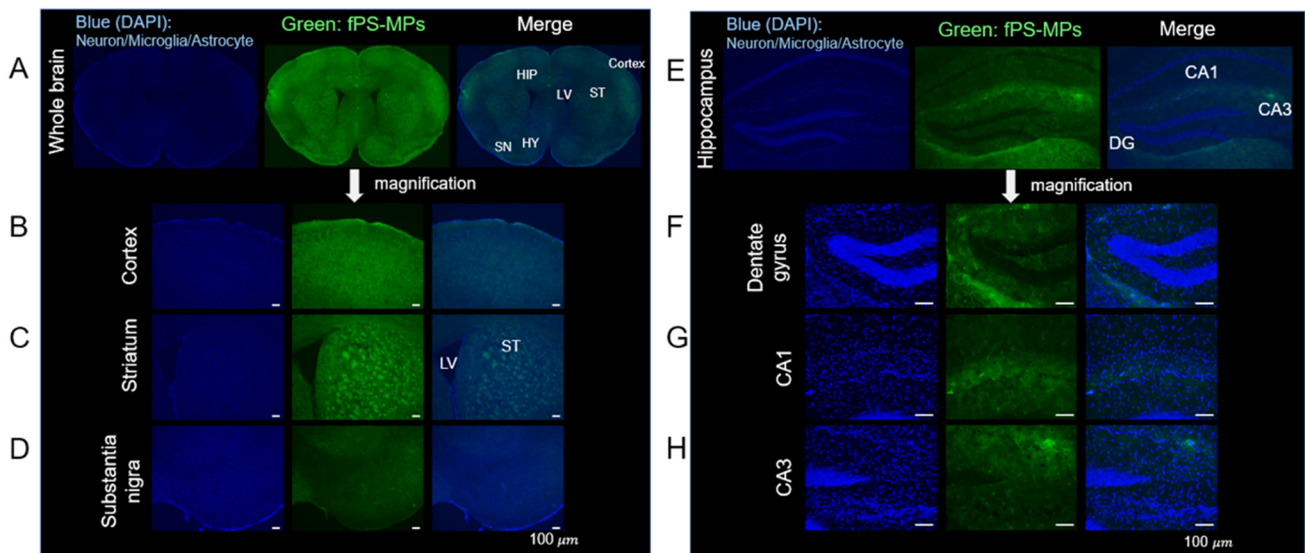 Blue (DAPI):
Neuron/Microglia/Astrocyte
Green: fPS-MPs
Merge
A
Whole brain
HIP
Cortex
LV
ST
SN
HY
magnification
B
Cortex
C
Striatum
LV
ST
D
Substantia
nigra
100 μm
Blue (DAPI):
Neuron/Microglia/Astrocyte
Green: fPS-MPs
Merge
E
Hippocampus
CA1
CA3
DG
magnification
F
Dentate
gyrus
G
CA1
H
CA3
100 μm